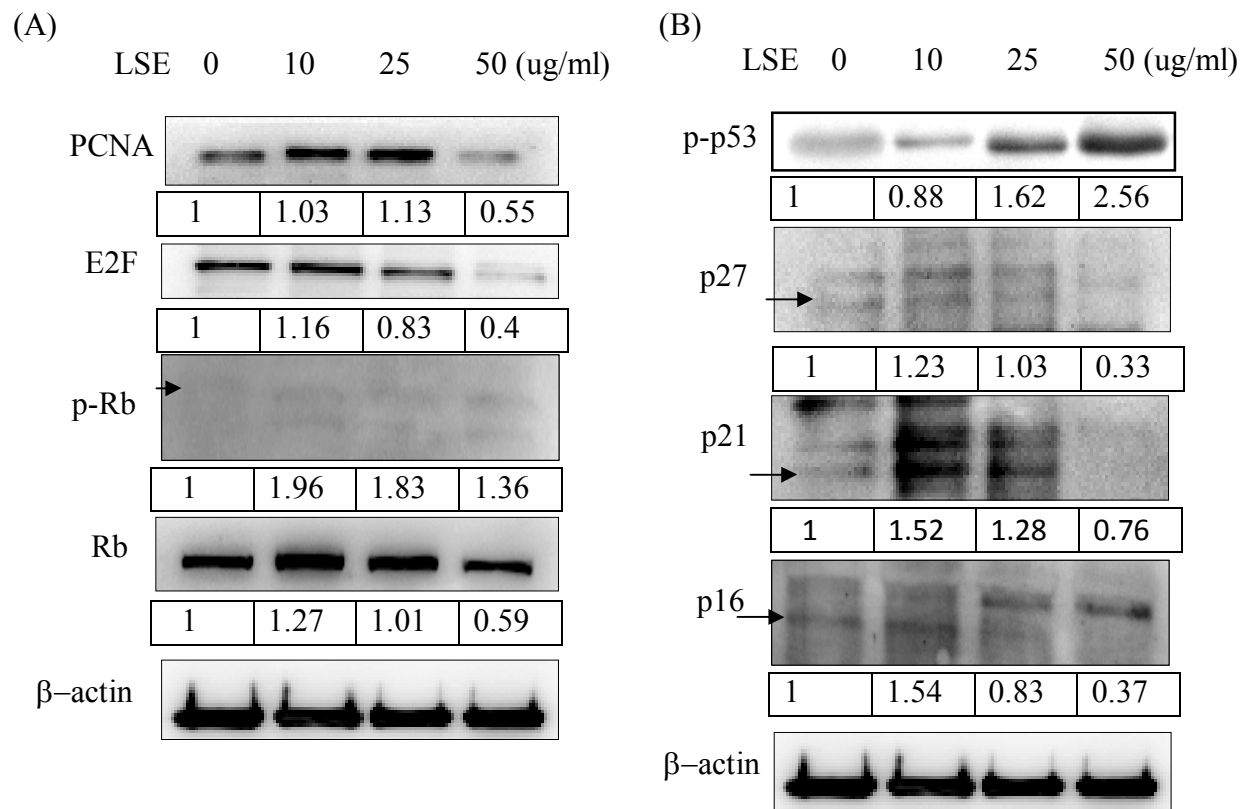 (A)
LSE 0 10 25 50 (ug/ml)
PCNA
1 1.03 1.13 0.55
E2F
1 1.16 0.83 0.4
p-Rb
1 1.96 1.83 1.36
Rb
1 1.27 1.01 0.59
β–actin
(B)
LSE 0 10 25 50 (ug/ml)
p-p53
1 0.88 1.62 2.56
p27
1 1.23 1.03 0.33
p21
1 1.52 1.28 0.76
p16
1 1.54 0.83 0.37
β–actin